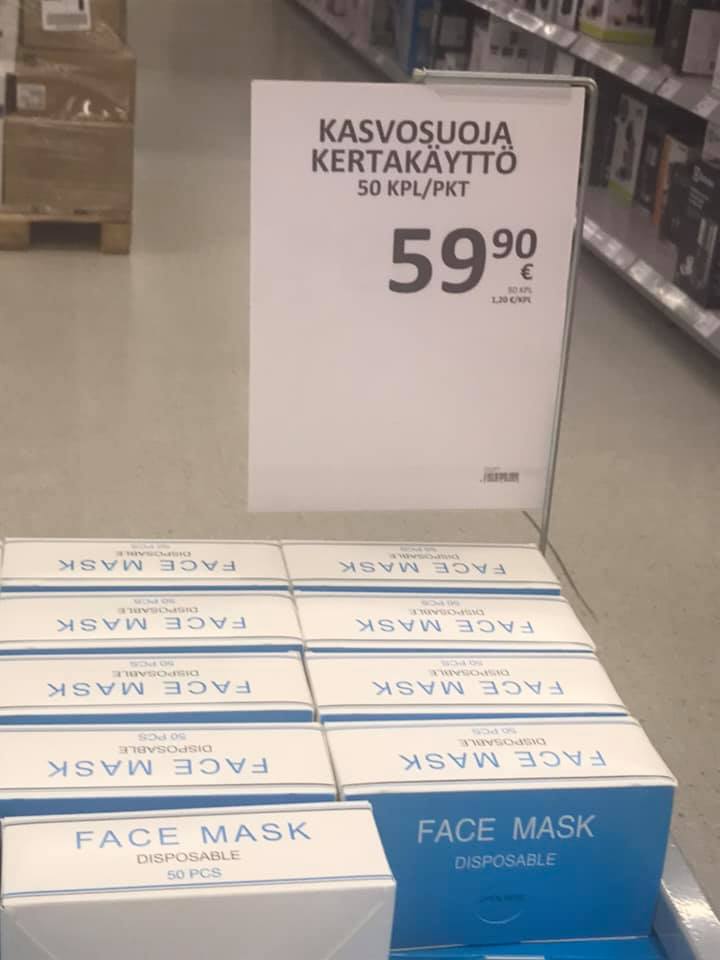 KASVOSUOJA
KERTAKÄYTTÖ
50 KPL/PKT
59 90
€
50 KPL
1,20 €/KPL
50 PCS
DISPOSABLE
FACE MASK
50 PCS
DISPOSABLE
FACE MASK
50 PCS
DISPOSABLE
FACE MASK
50 PCS
DISPOSABLE
FACE MASK
50 PCS
DISPOSABLE
FACE MASK
50 PCS
DISPOSABLE
FACE MASK
50 PCS
DISPOSABLE
FACE MASK
50 PCS
DISPOSABLE
FACE MASK
FACE MASK
DISPOSABLE
50 PCS
FACE MASK
DISPOSABLE